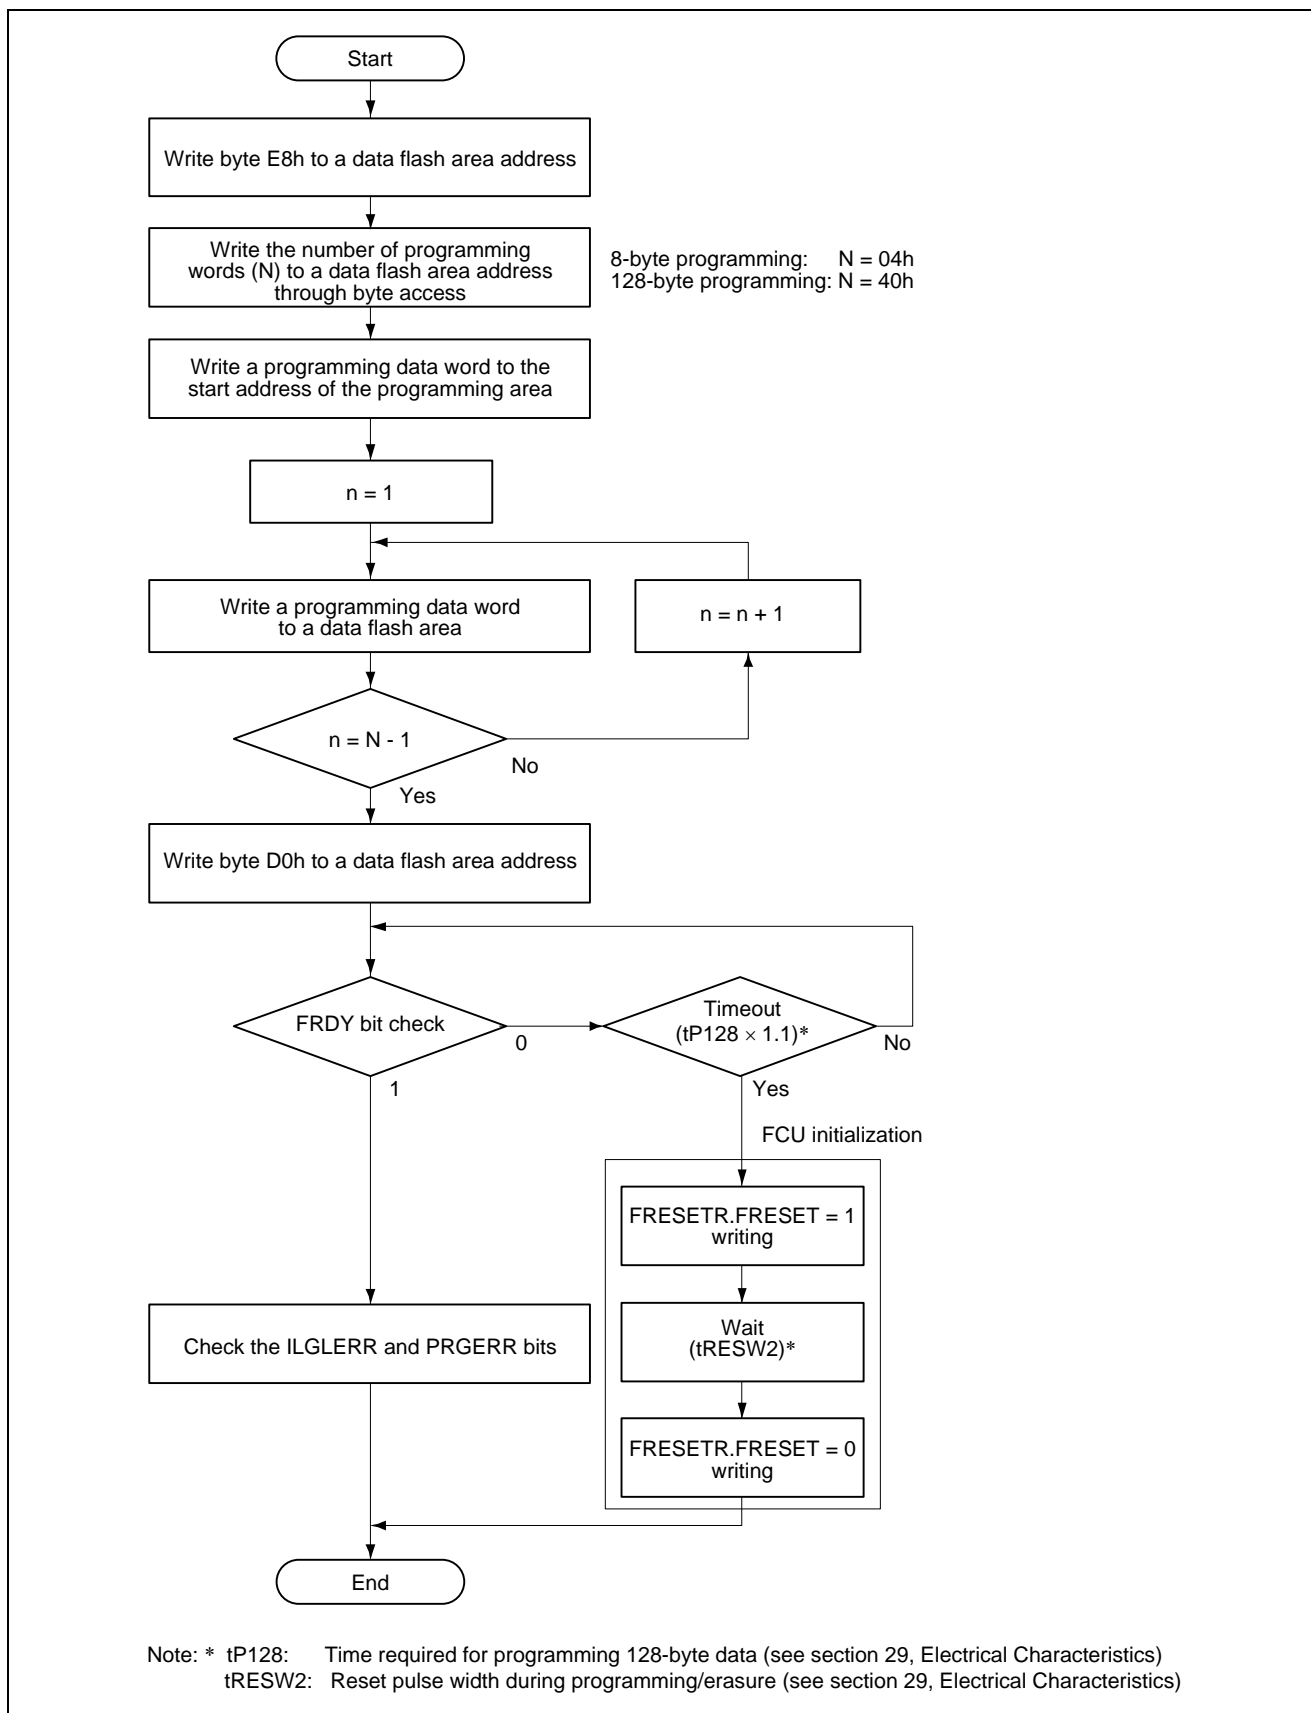 Start
Write byte E8h to a data flash area address
Write the number of programming
words (N) to a data flash area address
through byte access
8-byte programming: N = 04h
128-byte programming: N = 40h
Write a programming data word to the
start address of the programming area
n = 1
Write a programming data word
to a data flash area
n = n + 1
n = N - 1
No
Yes
Write byte D0h to a data flash area address
FRDY bit check
0
Timeout
(tP128 × 1.1)*
No
1
Yes
FCU initialization
FRESETR.FRESET = 1
writing
Wait
(tRESW2)*
Check the ILGLERR and PRGERR bits
FRESETR.FRESET = 0
writing
End
Note: * tP128: Time required for programming 128-byte data (see section 29, Electrical Characteristics)
tRESW2: Reset pulse width during programming/erasure (see section 29, Electrical Characteristics)